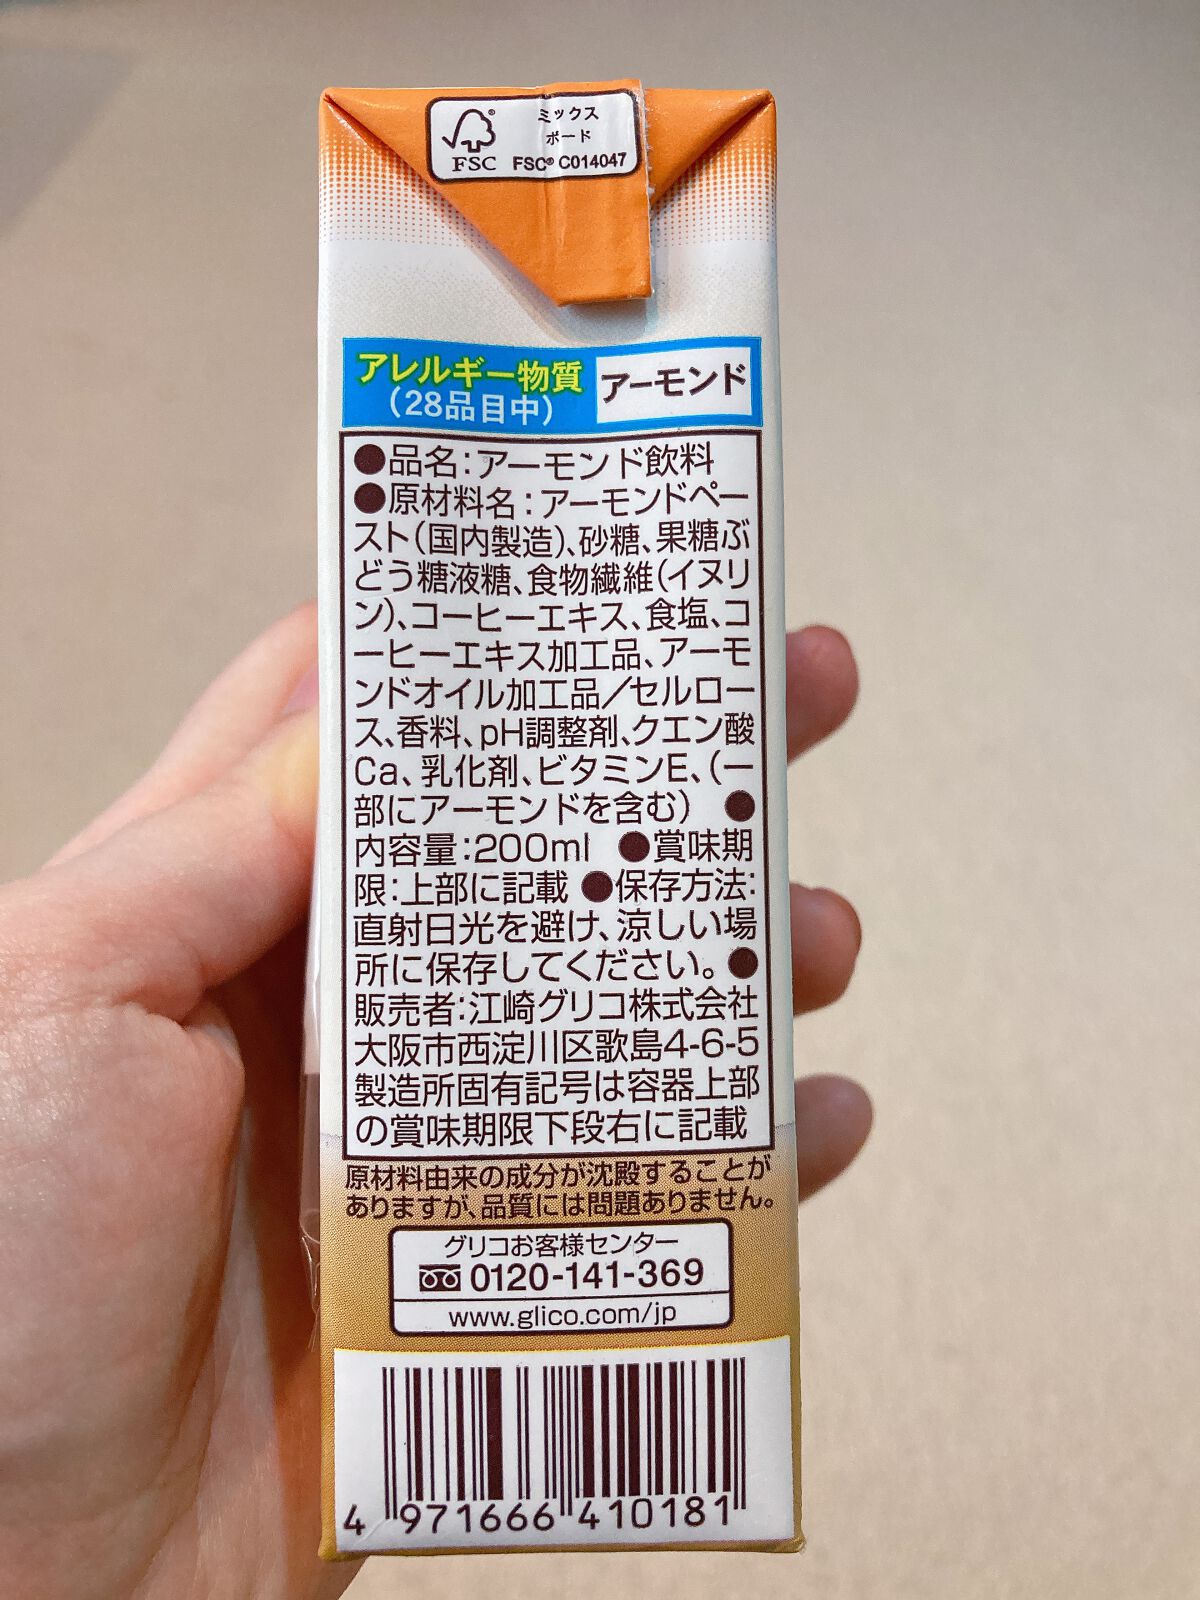 ミックス
ボード
FSC® FSC® C014047
アレルギー物質
(28品目中)
アーモンド
●品名:アーモンド飲料
●原材料名:アーモンドペー
スト(国内製造)、砂糖、果糖ぶ
どう糖液糖、食物繊維(イヌリ
ン)、コーヒーエキス、食塩、コ
ーヒーエキス加工品、アーモ
ンドオイル加工品/セルロー
ス、香料、pH調整剤、クエン酸
Ca、乳化剤、ビタミンE、(一
部にアーモンドを含む) ●
内容量:200ml ●賞味期
限:上部に記載 ●保存方法:
直射日光を避け、涼しい場
所に保存してください。●
販売者:江崎グリコ株式会社
大阪市西淀川区歌島4-6-5
製造所固有記号は容器上部
の賞味期限下段右に記載
原材料由来の成分が沈殿することが
ありますが、品質には問題ありません。
グリコお客様センター
0120-141-369
www.glico.com/jp
4 971666 410181